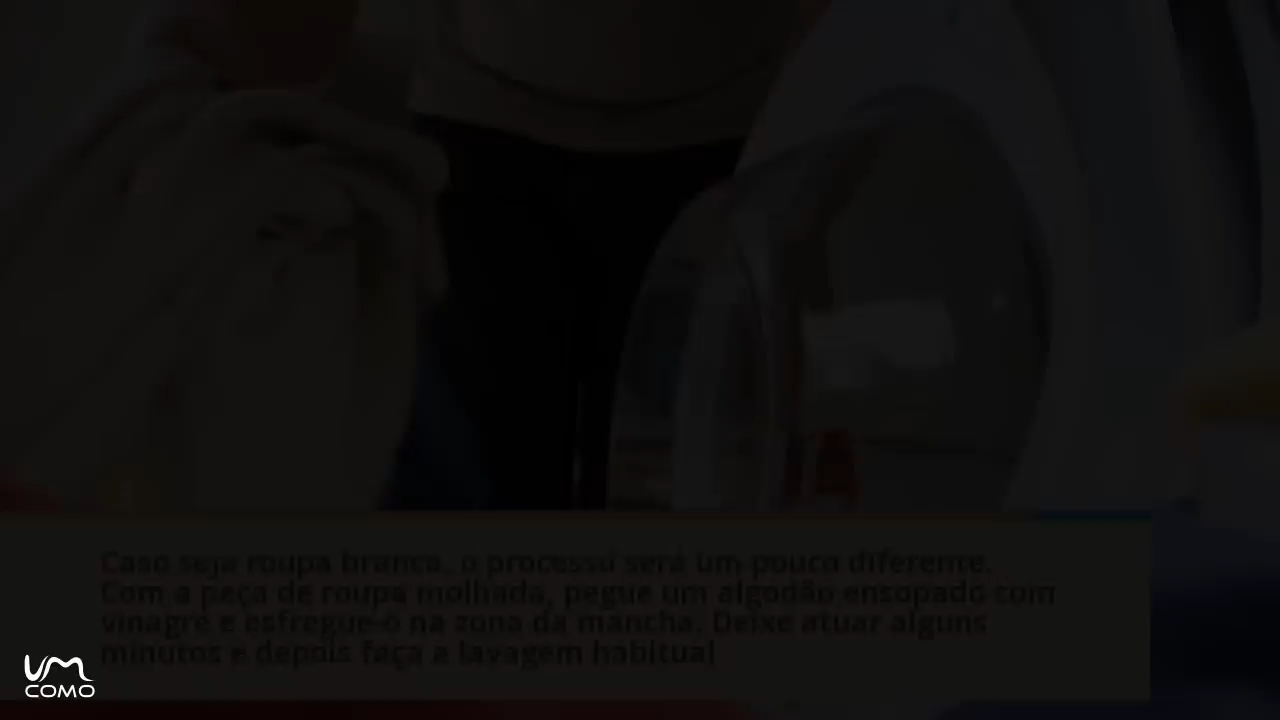 Caso seja roupa branca, o processo será um pouco diferente.
Com a peça de roupa molhada, pegue um algodão ensopado com
vinagre e esfregue-o na zona da mancha. Deixe atuar alguns
minutos e depois faça a lavagem habitual
UM
COMO